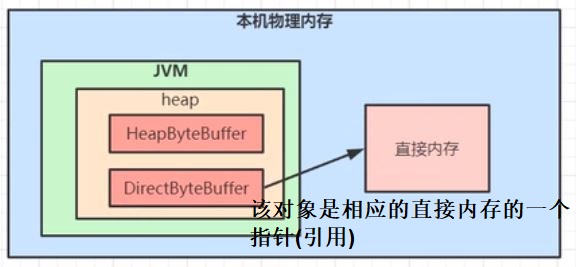 本机物理内存
JVM
heap
HeapByteBuffer
DirectByteBuffer
直接内存
该对象是相应的直接内存的一个
指针(引用)